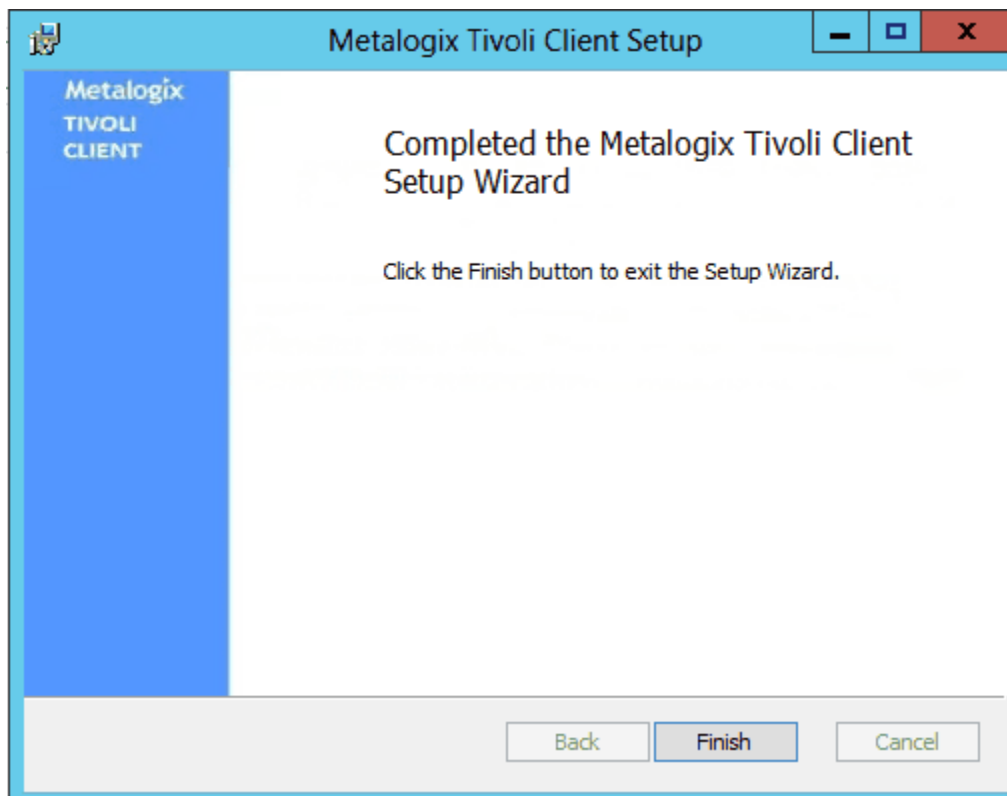 Metalogix Tivoli Client Setup
Metalogix
TIVOLI
CLIENT
Completed the Metalogix Tivoli Client
Setup Wizard
Click the Finish button to exit the Setup Wizard.
Back
Finish
Cancel